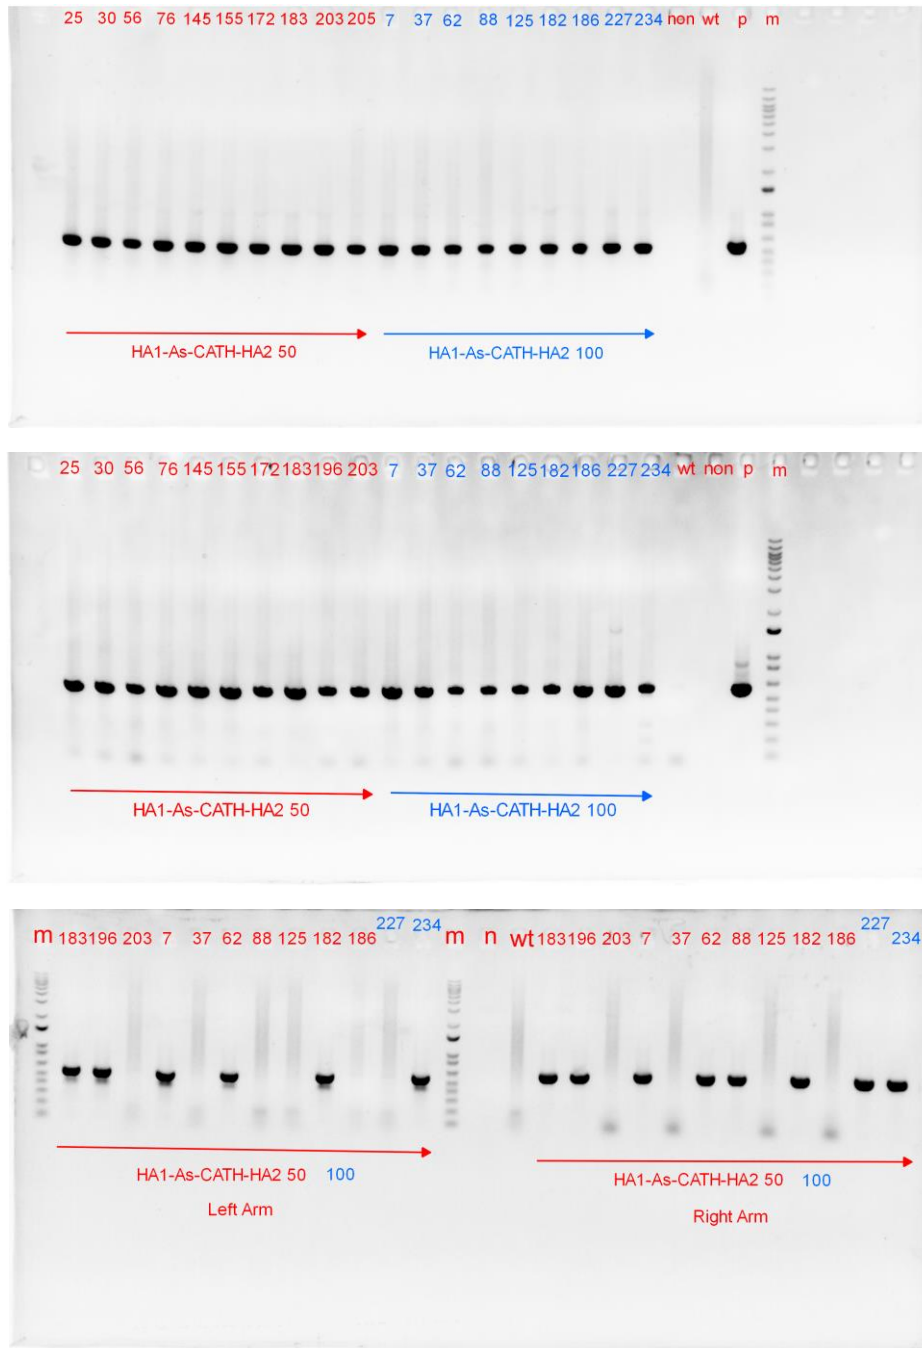 25 30 56 76 145 155 172 183 203 205 7 37 62 88 125 182 186 227 234 non wt p m
HA1-As-CATH-HA2 50 HA1-As-CATH-HA2 100
25 30 56 76 145 155 172 183 196 203 7 37 62 88 125 182 186 227 234 wt non p m
HA1-As-CATH-HA2 50 HA1-As-CATH-HA2 100
m 183 196 203 7 37 62 88 125 182 186 227 234 m n wt 183 196 203 7 37 62 88 125 182 186 227 234
HA1-As-CATH-HA2 50 100 HA1-As-CATH-HA2 50 100
Left Arm Right Arm